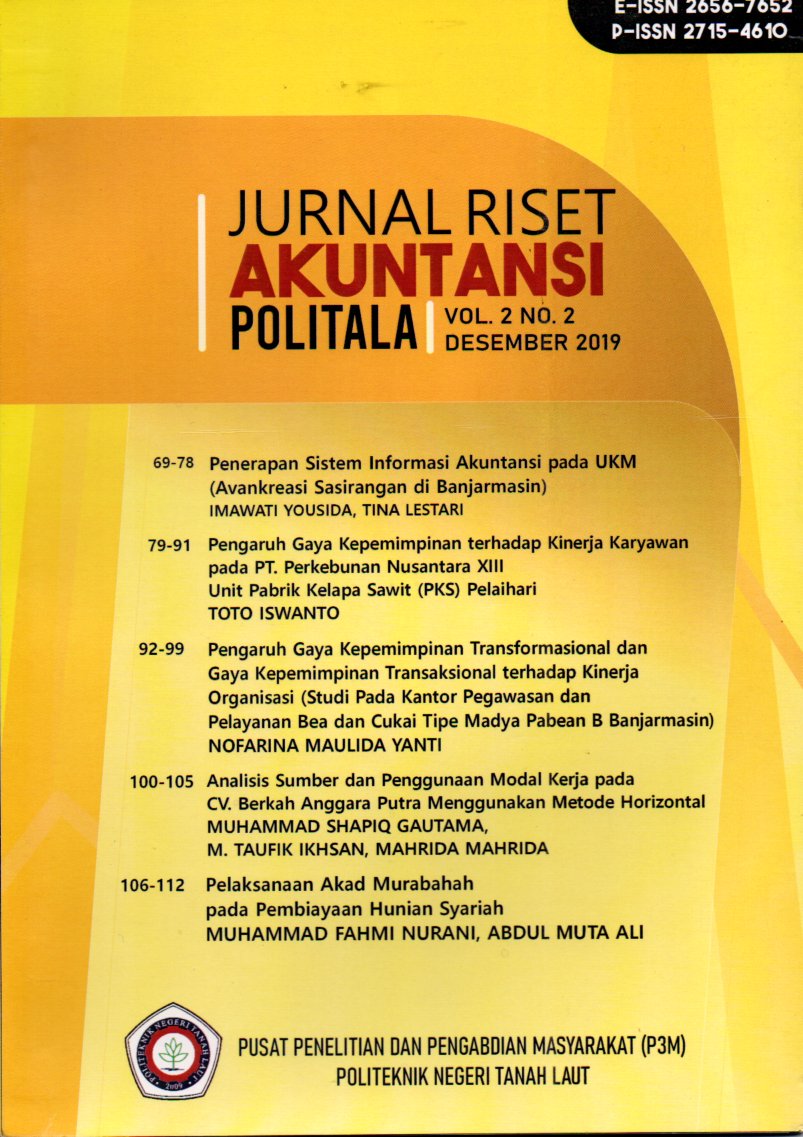 E-ISSN 2656-7652
P-ISSN 2715-4610
JURNAL RISET
AKUNTANSI
POLITALA
VOL. 2 NO. 2
DESEMBER 2019
69-78 Penerapan Sistem Informasi Akuntansi pada UKM
(Avankreasi Sasirangan di Banjarmasin)
IMAWATI YOUSIDA, TINA LESTARI
79-91 Pengaruh Gaya Kepemimpinan terhadap Kinerja Karyawan
pada PT. Perkebunan Nusantara XIII
Unit Pabrik Kelapa Sawit (PKS) Pelaihari
TOTO ISWANTO
92-99 Pengaruh Gaya Kepemimpinan Transformasional dan
Gaya Kepemimpinan Transaksional terhadap Kinerja
Organisasi (Studi Pada Kantor Pegawasan dan
Pelayanan Bea dan Cukai Tipe Madya Pabean B Banjarmasin)
NOFARINA MAULIDA YANTI
100-105 Analisis Sumber dan Penggunaan Modal Kerja pada
CV. Berkah Anggara Putra Menggunakan Metode Horizontal
MUHAMMAD SHAPIQ GAUTAMA,
M. TAUFIK IKHSAN, MAHRIDA MAHRIDA
106-112 Pelaksanaan Akad Murabahah
pada Pembiayaan Hunian Syariah
MUHAMMAD FAHMI NURANI, ABDUL MUTA ALI
POLITEKNIK NEGERI TANAH LAUT
2009
PUSAT PENELITIAN DAN PENGABDIAN MASYARAKAT (P3M)
POLITEKNIK NEGERI TANAH LAUT